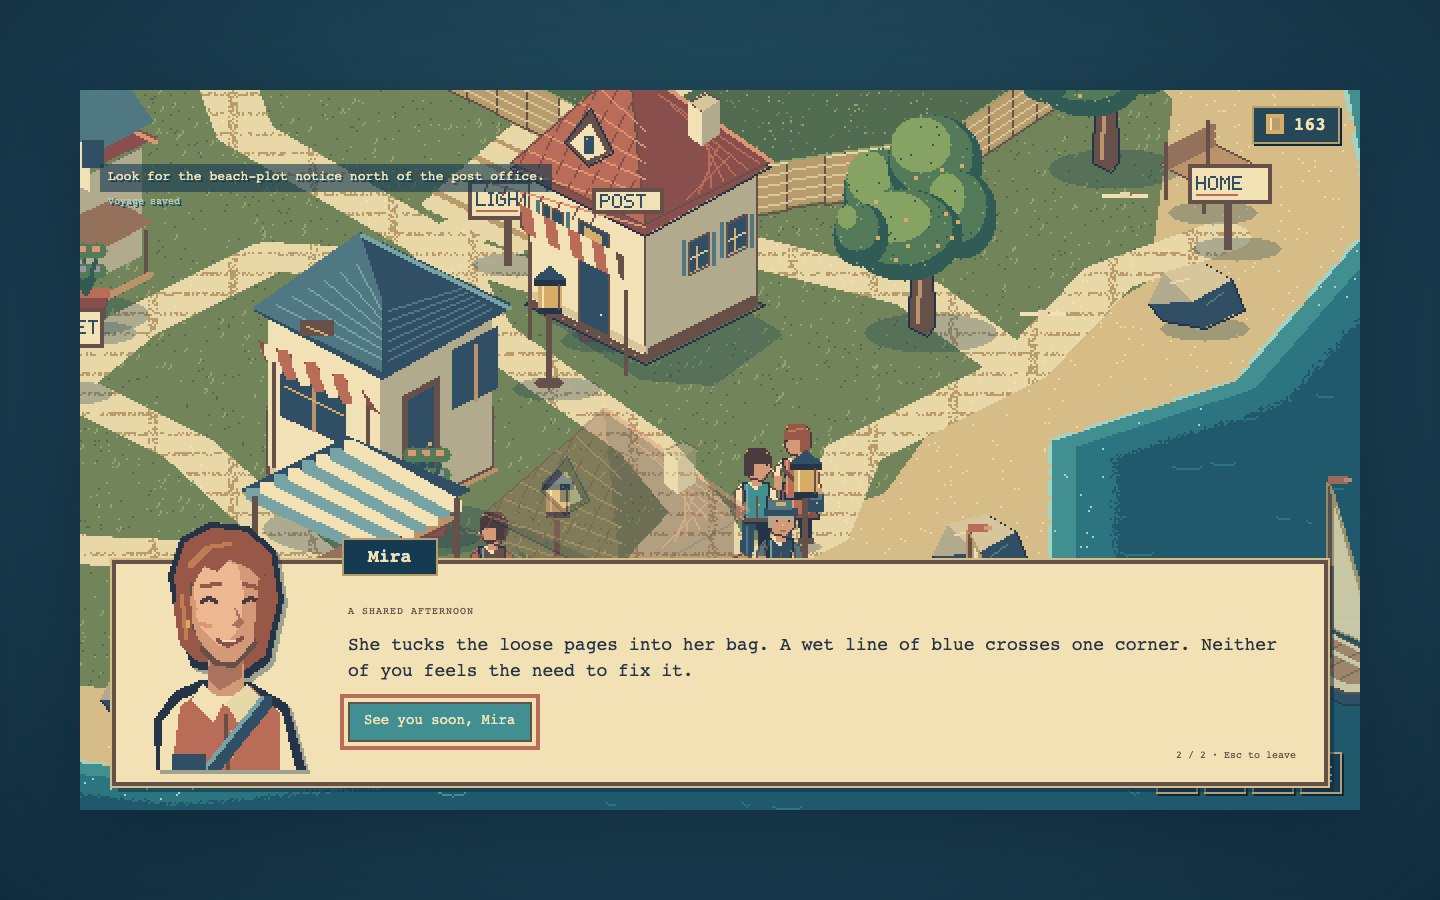 163
Look for the beach-plot notice north of the post office.
HOME
Voyage saved
LIGH
POST
ET
Mira
A SHARED AFTERNOON
She tucks the loose pages into her bag. A wet line of blue crosses one corner. Neither
of you feels the need to fix it.
See you soon, Mira
2 / 2 · Esc to leave